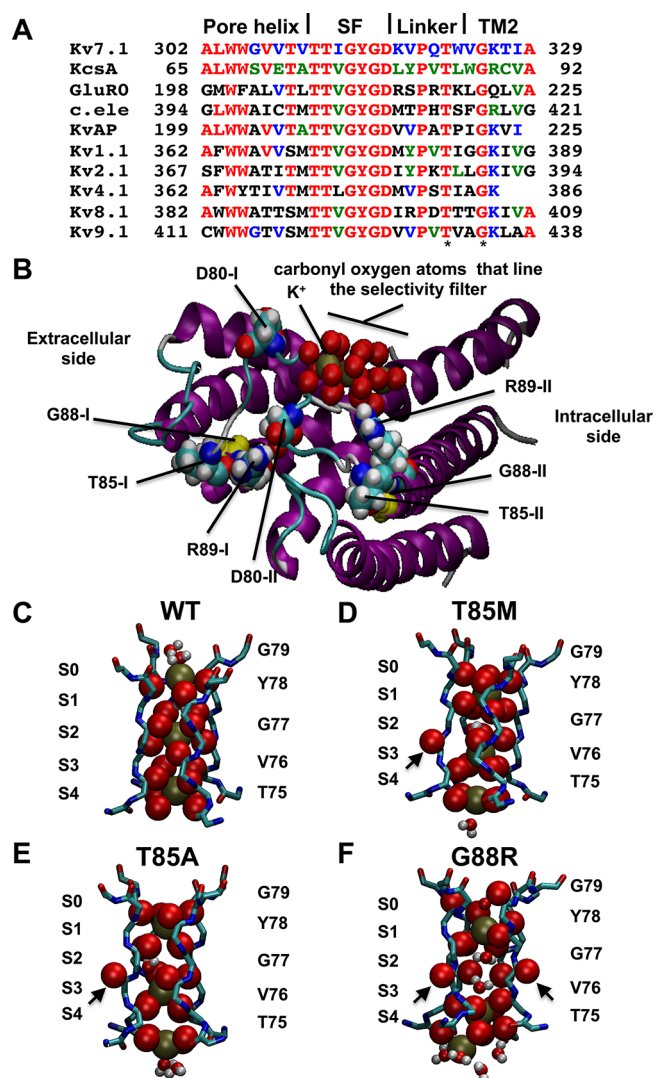 Pore helix | SF | Linker | TM2
A
Kv7.1 302 ALWWGVVTVTTIGYGDKVPQTWVGKTIA 329
KcsA 65 ALWWSVETATTVGYGDLYPVTLWGRCVA 92
GluR0 198 GMWFALVTLTTVGYGDRSPRTKLGQLVA 225
c.ele 394 GLWWAICTMTTVGYGDMTPHTSFGRLVG 421
KvAP 199 ALWWAVVTATTVGYGDVVPATPIGKVI 225
Kv1.1 362 AFWWAVVSMTTVGYGDMYPVTIGGKIVG 389
Kv2.1 367 SFWWATITMTTVGYGDIYPKTLLGKIVG 394
Kv4.1 362 AFWYTIVTMTTLGYGDMVPSTIAGK 386
Kv8.1 382 AWWWATTSMTTVGYGDIRPDTTTGKIVA 409
Kv9.1 411 CWWWGTVSMTTVGYGDVVPVTVAGKLAA 438
* *
B
D80-I
carbonyl oxygen atoms that line
the selectivity filter
K+
Extracellular
side
G88-I
T85-I
R89-I
D80-II
R89-II
Intracellular
side
G88-II
T85-II
C WT
S0
S1
S2
S3
S4
G79
Y78
G77
V76
T75
D T85M
S0
S1
S2
S3
S4
G79
Y78
G77
V76
T75
E T85A
S0
S1
S2
S3
S4
G79
Y78
G77
V76
T75
F G88R
S0
S1
S2
S3
S4
G79
Y78
G77
V76
T75